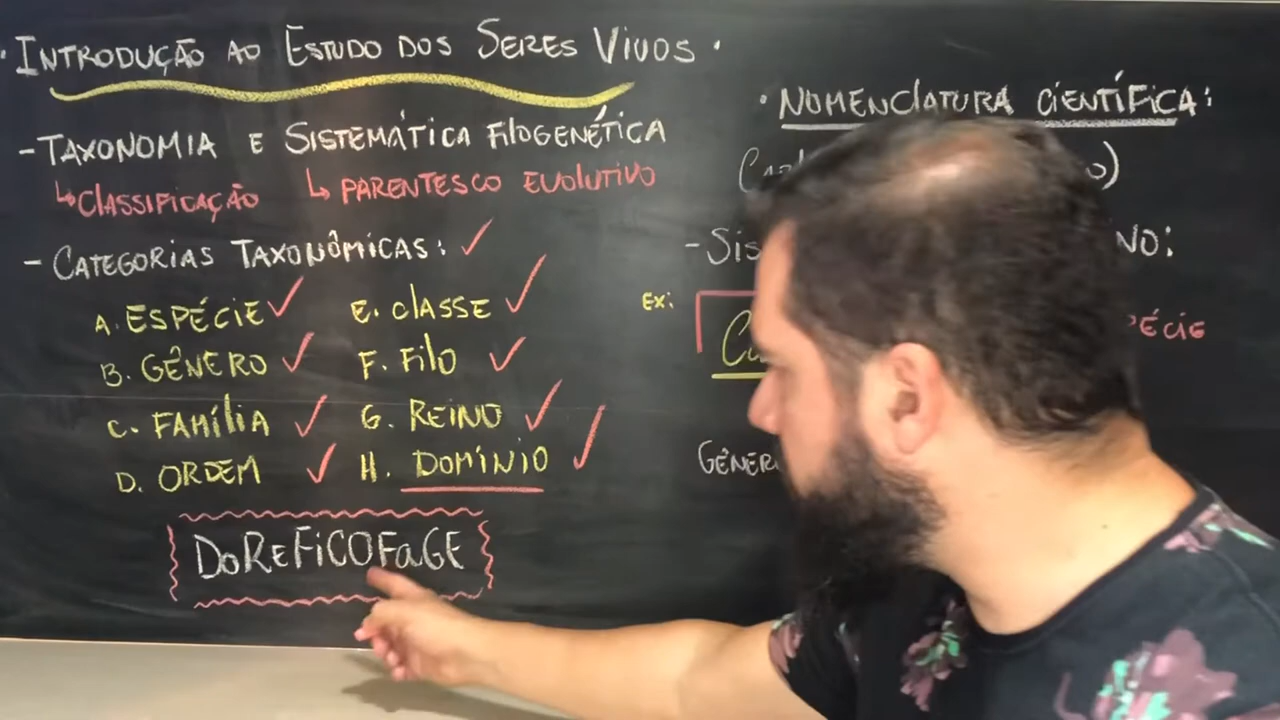 · INTRODUÇÃO AO ESTUDO DOS SERES VIVOS ·
- TAXONOMIA E SISTEMÁTICA FILOGENÉTICA
↳ CLASSIFICAÇÃO ↳ PARENTESCO EVOLUTIVO
- CATEGORIAS TAXONÔMICAS:
A. ESPÉCIE E. CLASSE
B. GÊNERO F. FILO
C. FAMÍLIA G. REINO
D. ORDEM H. DOMÍNIO
DoReFiCOFaGE
· NOMENCLATURA CIENTÍFICA:
EX: